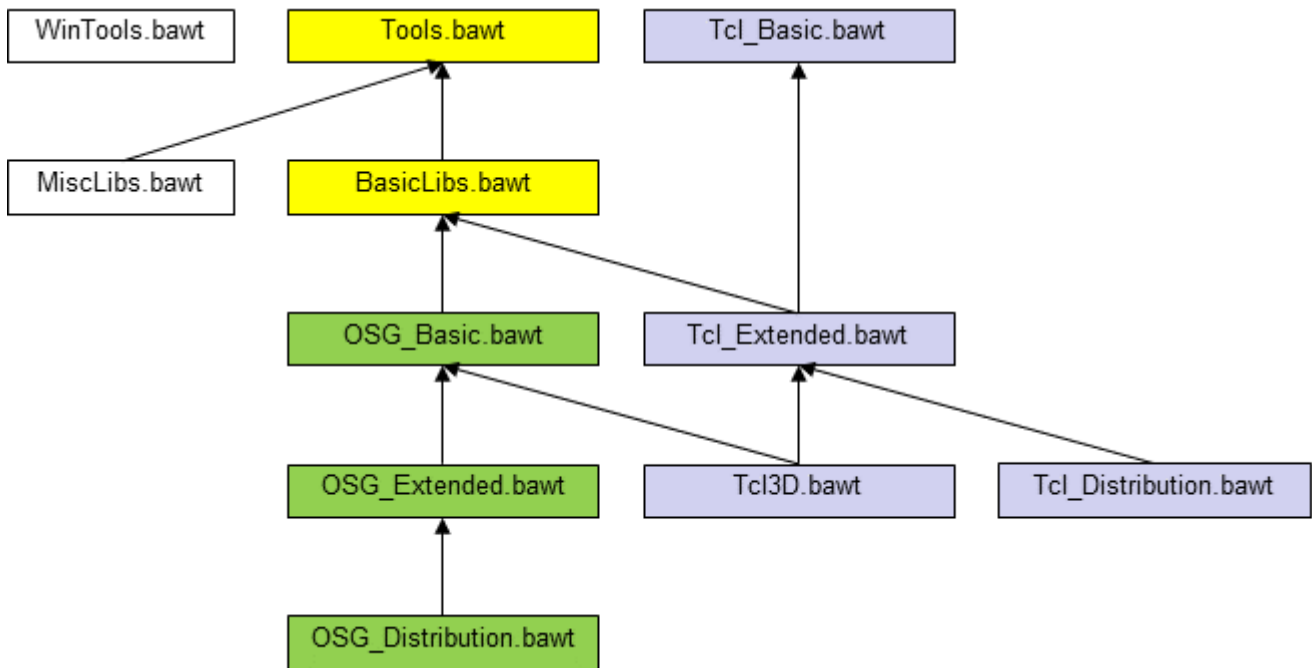 WinTools.bawt
Tools.bawt
Tcl_Basic.bawt
MiscLibs.bawt
BasicLibs.bawt
OSG_Basic.bawt
Tcl_Extended.bawt
OSG_Extended.bawt
Tcl3D.bawt
Tcl_Distribution.bawt
OSG_Distribution.bawt